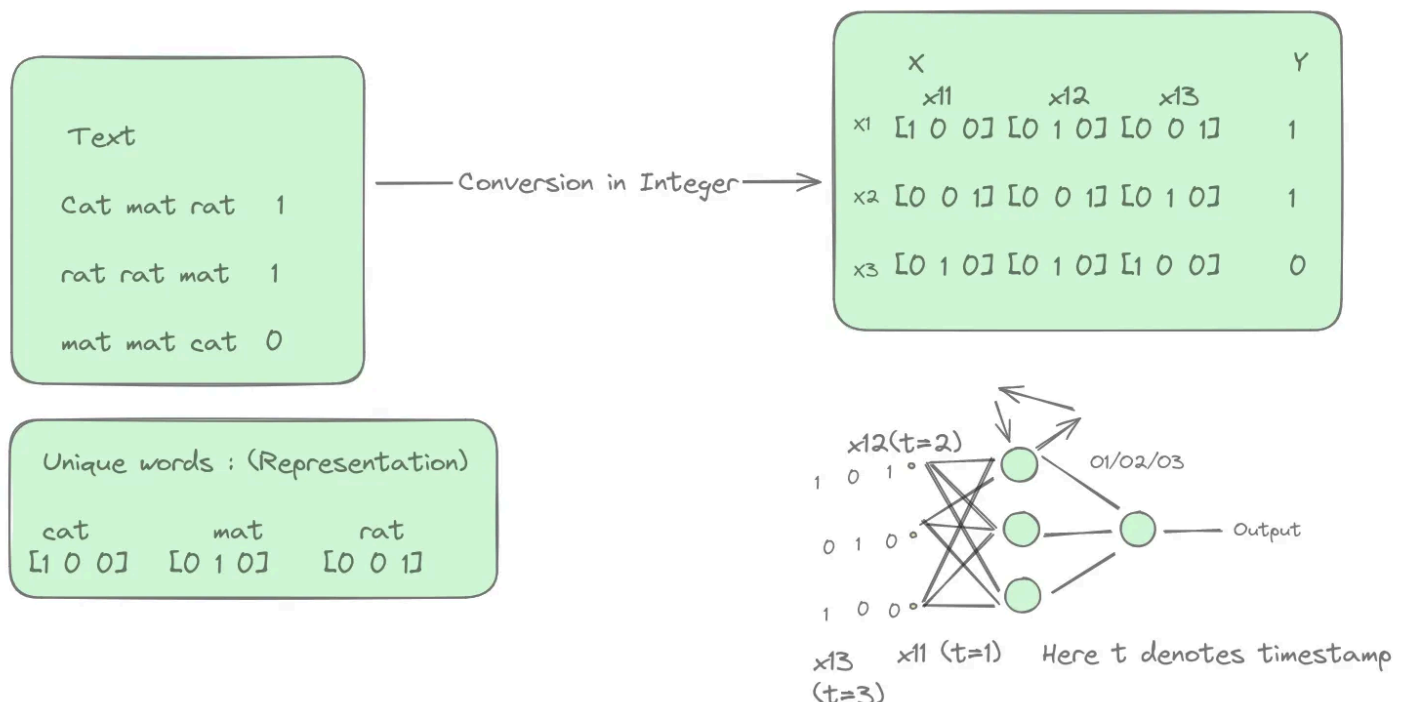 Text
Cat mat rat 1
rat rat mat 1
mat mat cat 0
Conversion in Integer
X Y
x11 x12 x13
x1 [1 0 0] [0 1 0] [0 0 1] 1
x2 [0 0 1] [0 0 1] [0 1 0] 1
x3 [0 1 0] [0 1 0] [1 0 0] 0
Unique words : (Representation)
cat mat rat
[1 0 0] [0 1 0] [0 0 1]
x12(t=2)
1 0 1
01/02/03
0 1 0
Output
1 0 0
x13
(t=3)
x11 (t=1)
Here t denotes timestamp